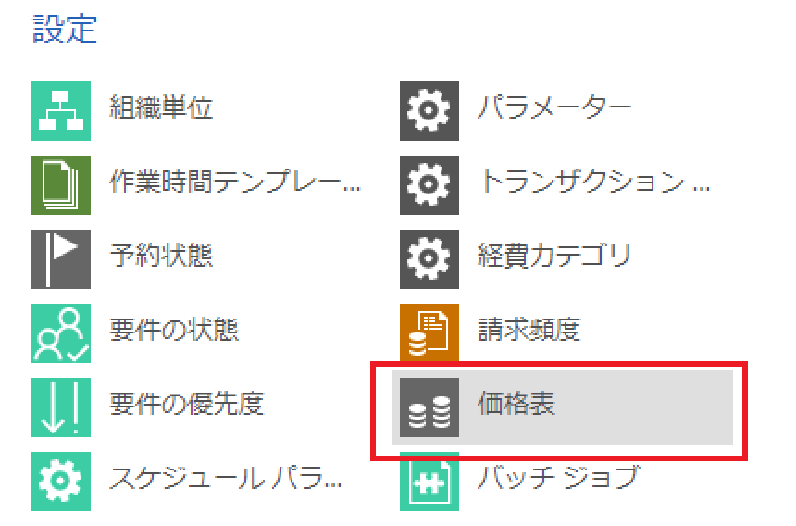 設定
組織単位
パラメーター
作業時間テンプレー...
トランザクション ...
予約状態
経費カテゴリ
要件の状態
請求頻度
要件の優先度
価格表
スケジュール パラ...
バッチ ジョブ